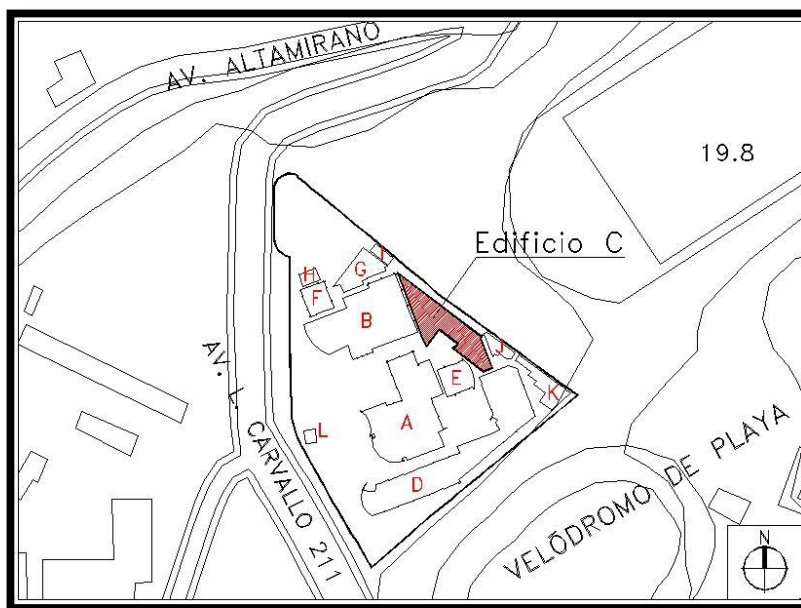 AV. ALTAMIRANO
19.8
Edificio C
I
G
H
F
B
J
E
K
A
L
AV. L. CARVALLO 211
D
VELÓDROMO DE PLAYA
N